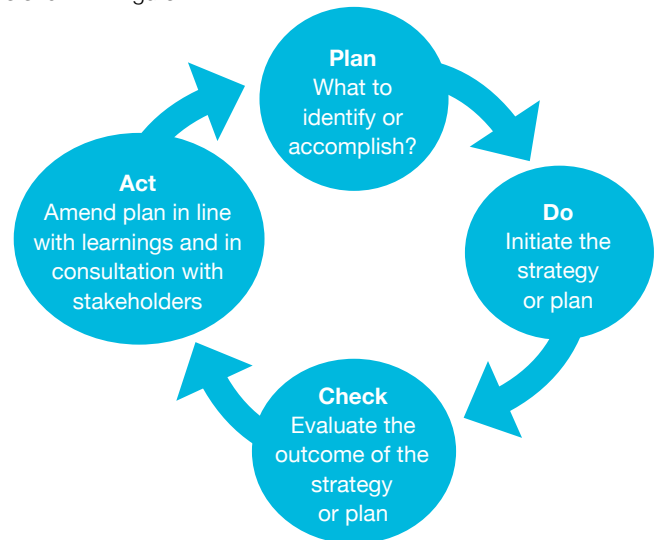 Plan
What to
identify or
accomplish?
Do
Initiate the
strategy
or plan
Check
Evaluate the
outcome of the
strategy
or plan
Act
Amend plan in line
with learnings and in
consultation with
stakeholders